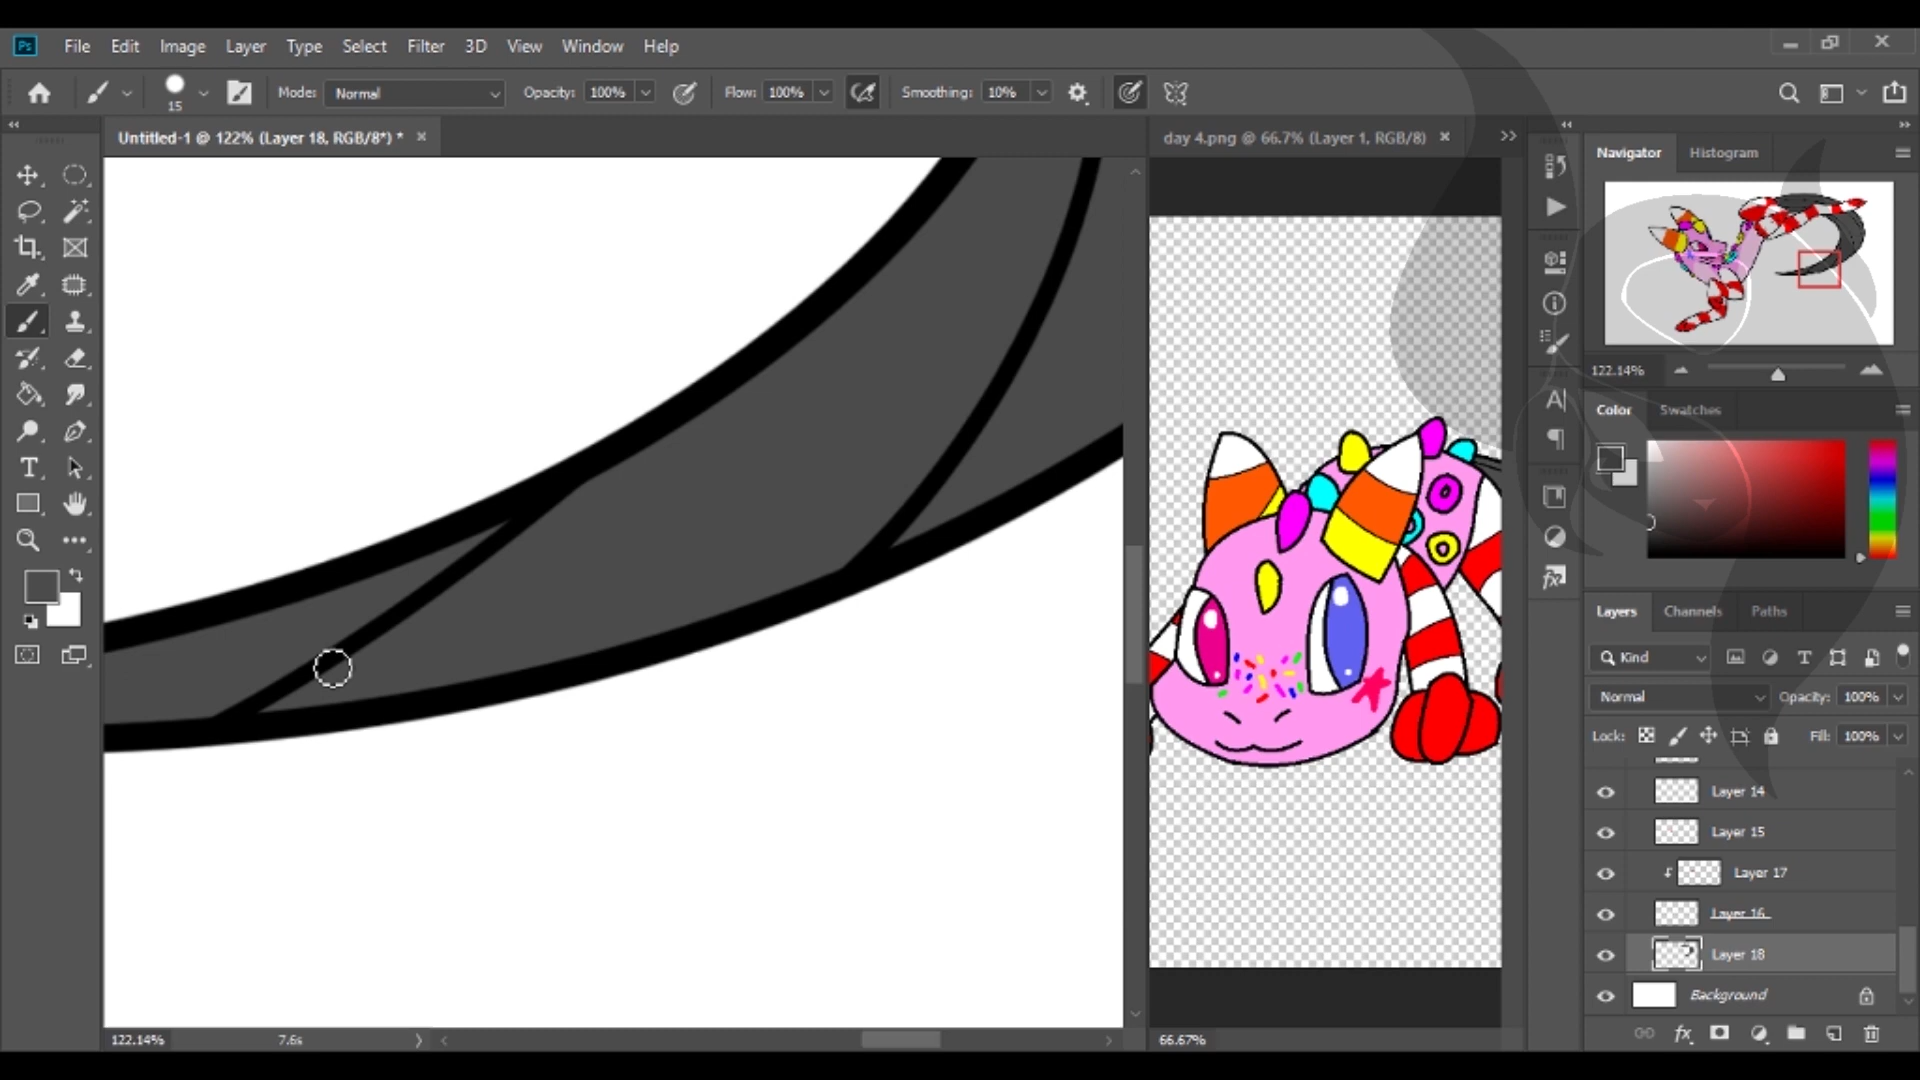 Ps File Edit Image Layer Type Select Filter 3D View Window Help
15 Mode: Normal Opacity: 100% Flow: 100% Smoothing: 10%
Untitled-1 @ 122% (Layer 18, RGB/8*) * day 4.png @ 66.7% (Layer 1, RGB/8)
Navigator Histogram
122.14%
Color Swatches
Layers Channels Paths
Kind
Normal Opacity: 100%
Lock: Fill: 100%
Layer 14
Layer 15
Layer 17
Layer 16
Layer 18
Background
fx
122.14% 7.6s 66.67%